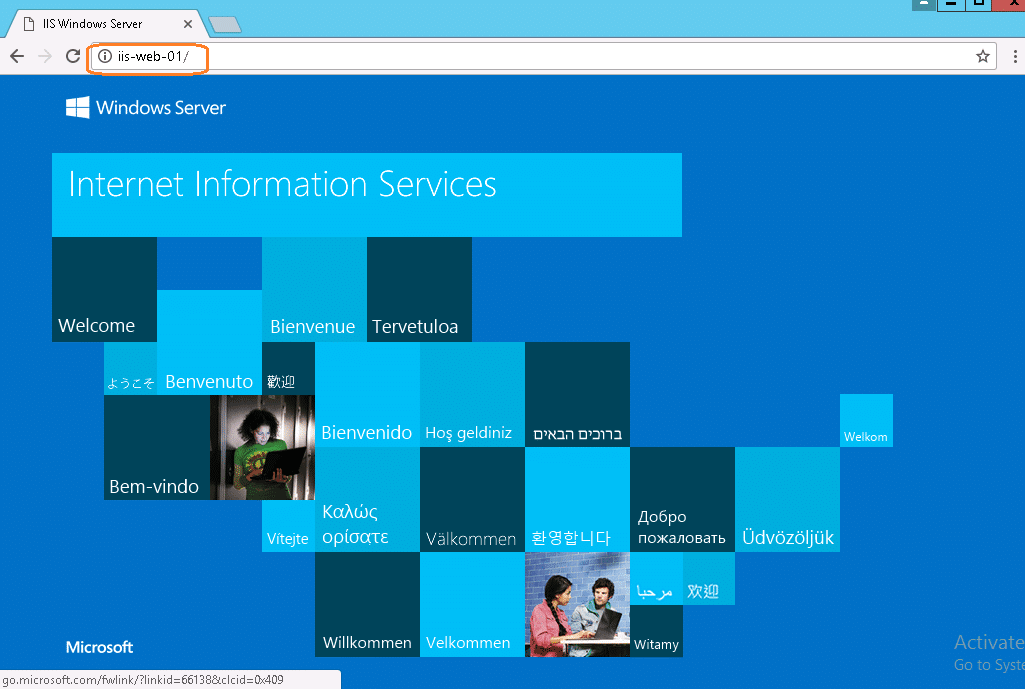 IIS Windows Server
iis-web-01/
Windows Server
Internet Information Services
Welcome
Bienvenue
Tervetuloa
ようこそ
Benvenuto
歡迎
Bienvenido
Hoş geldiniz
ברוכים הבאים
Welkom
Bem-vindo
Vítejte
Καλώς
ορίσατε
Välkommen
환영합니다
Добро
пожаловать
Üdvözöljük
Willkommen
Velkommen
مرحبا
欢迎
Witamy
Microsoft
Activate
Go to Syste
go.microsoft.com/fwlink/?linkid=66138&clcid=0x409